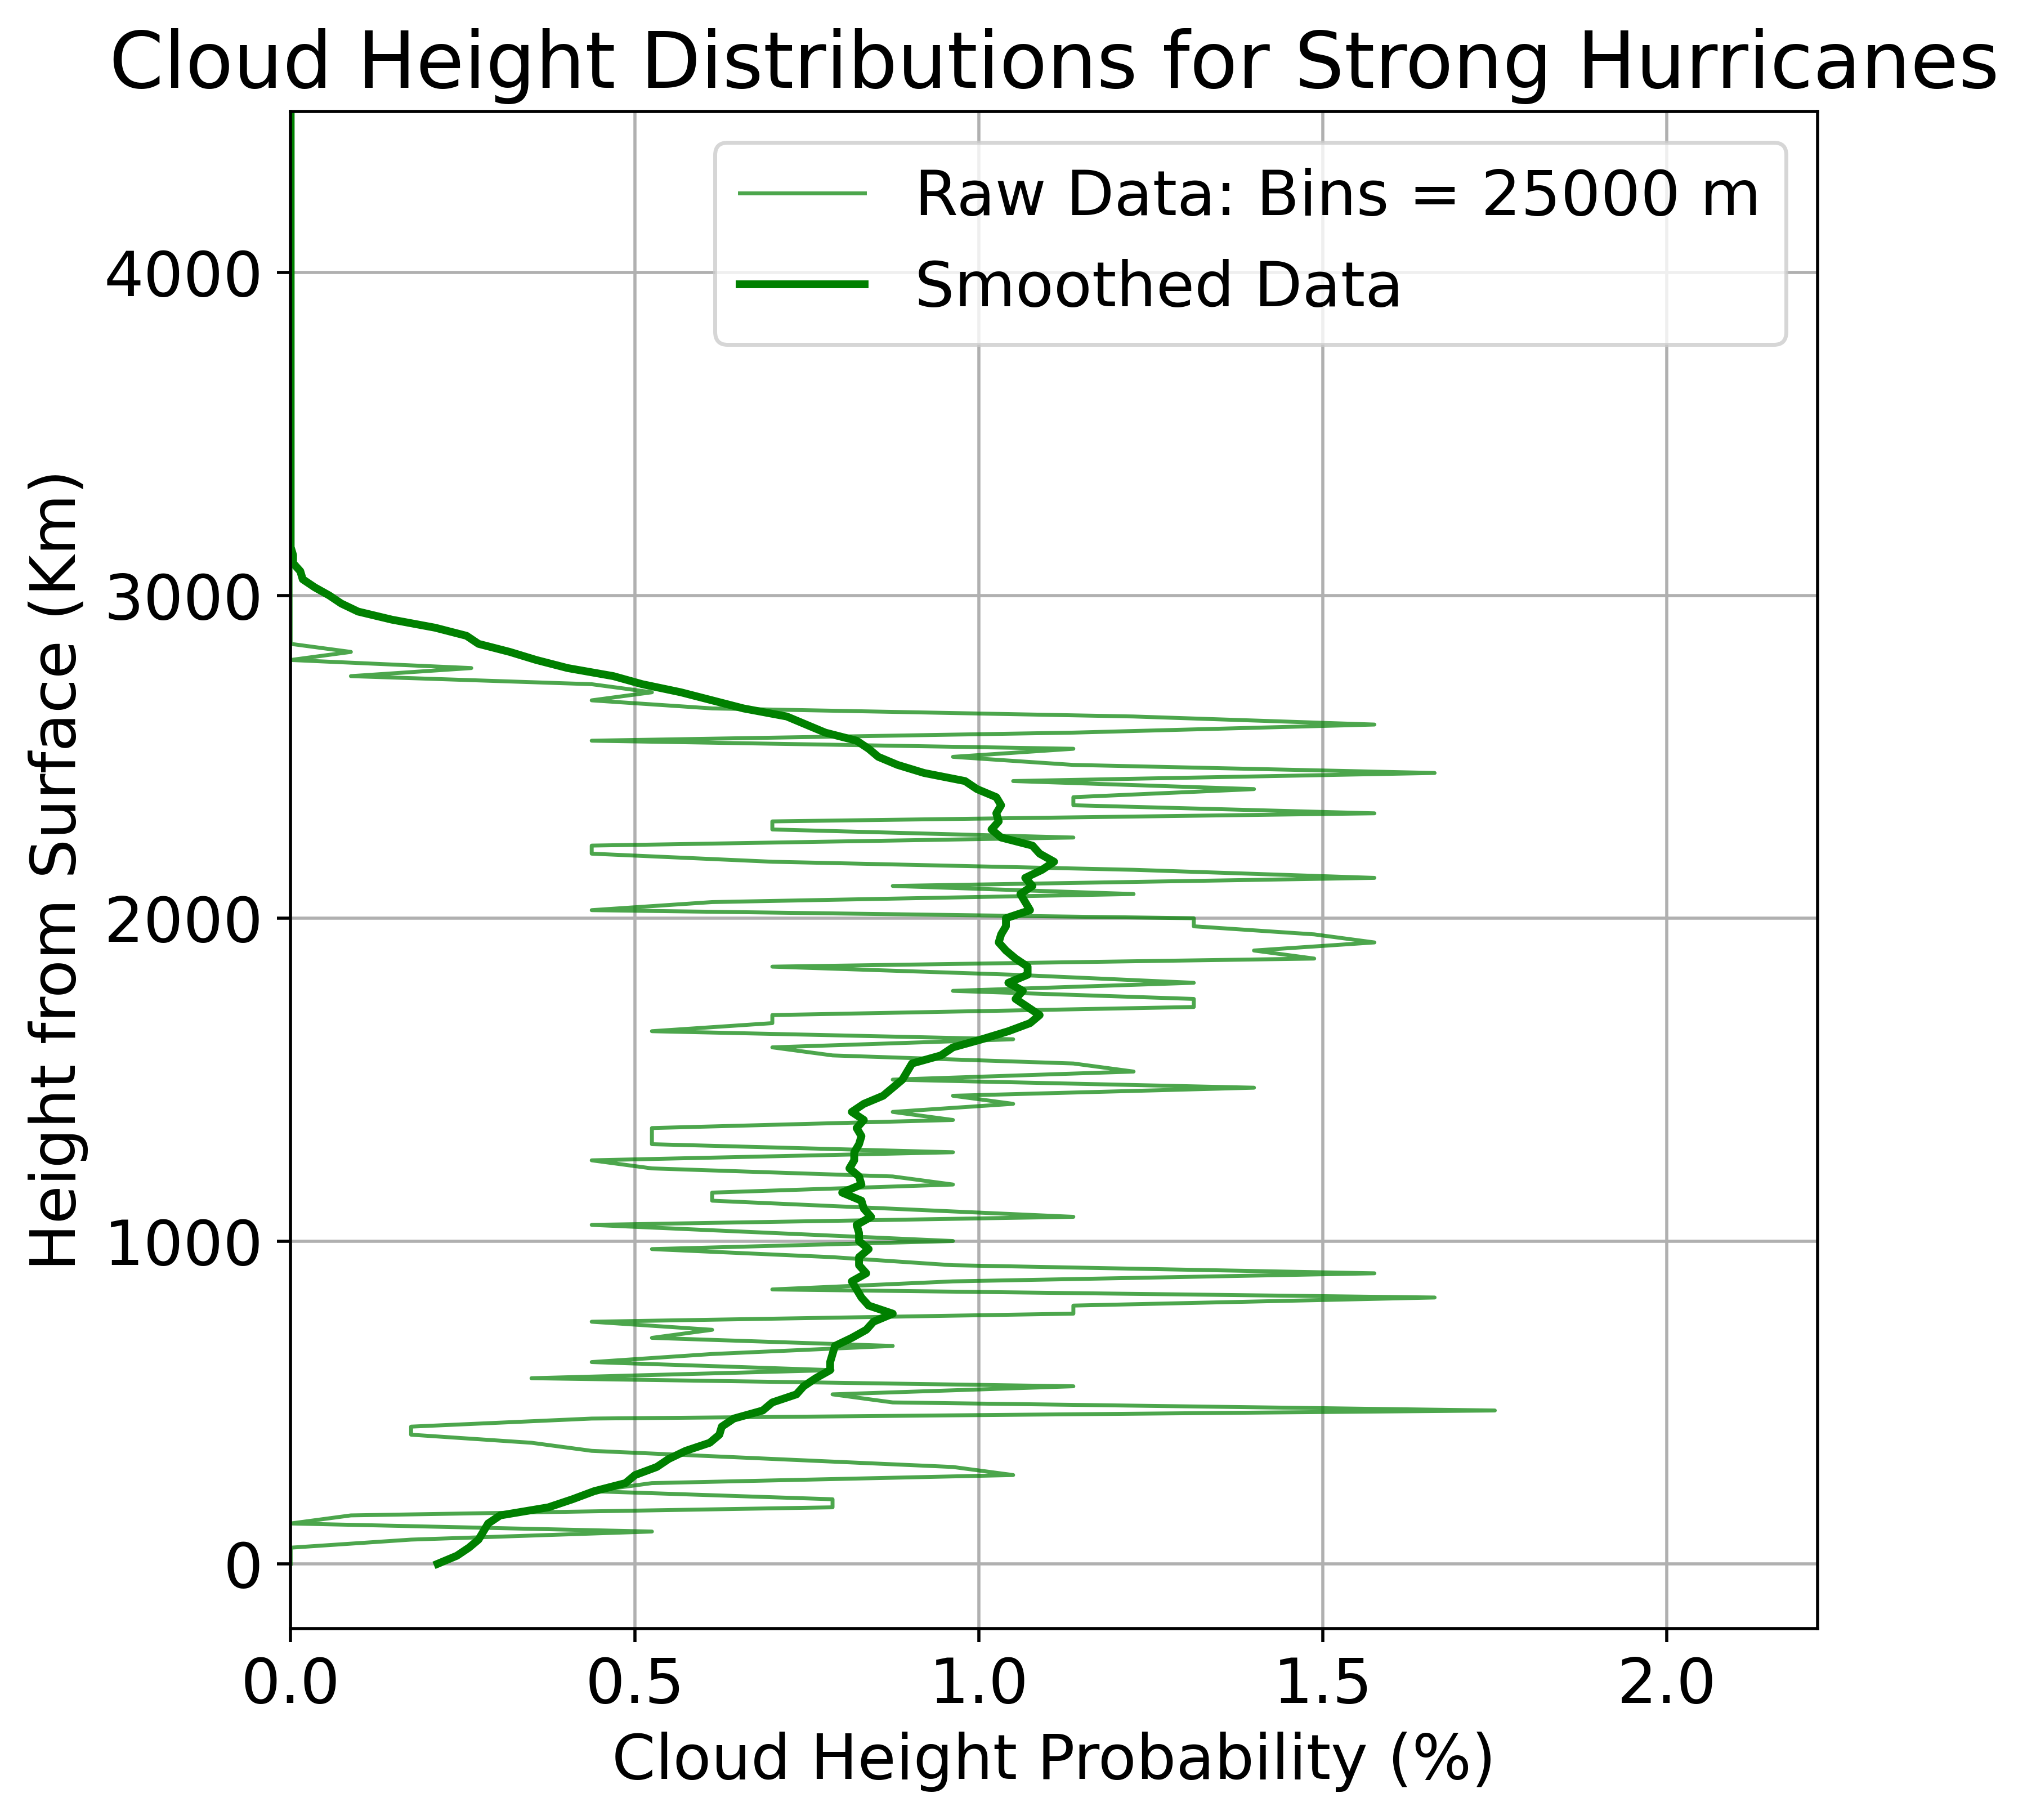 Cloud Height Distributions for Strong Hurricanes
Raw Data: Bins = 25000 m
Smoothed Data
Height from Surface (Km)
4000
3000
2000
1000
0
0.0 0.5 1.0 1.5 2.0
Cloud Height Probability (%)